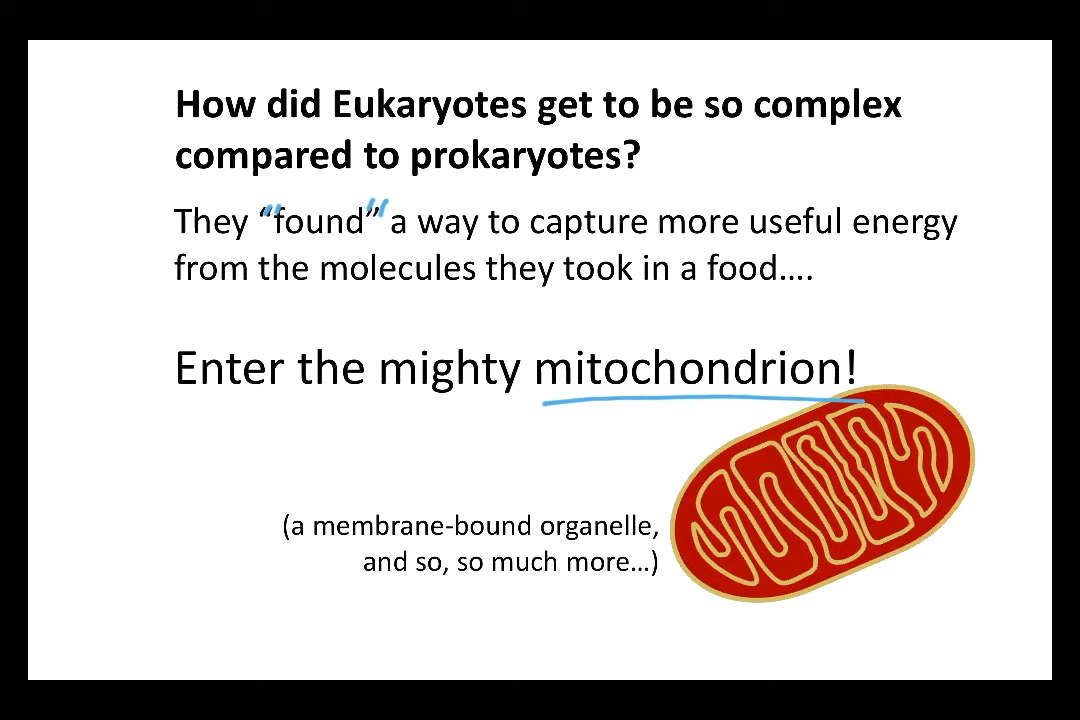 How did Eukaryotes get to be so complex
compared to prokaryotes?
They “found” a way to capture more useful energy
from the molecules they took in a food….
Enter the mighty mitochondrion!
(a membrane-bound organelle,
and so, so much more…)